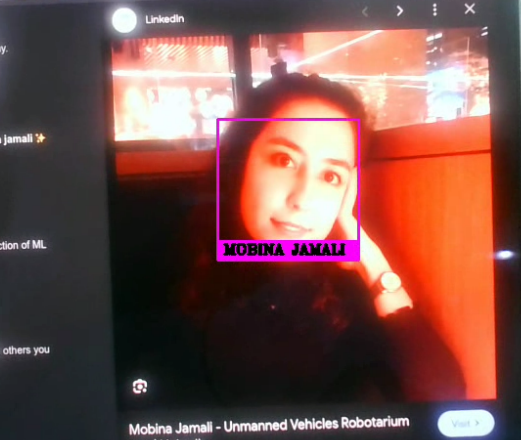 LinkedIn
y.
jamali ✨
ction of ML
others you
MOBINA JAMALI
Mobina Jamali - Unmanned Vehicles Robotarium
Visit >